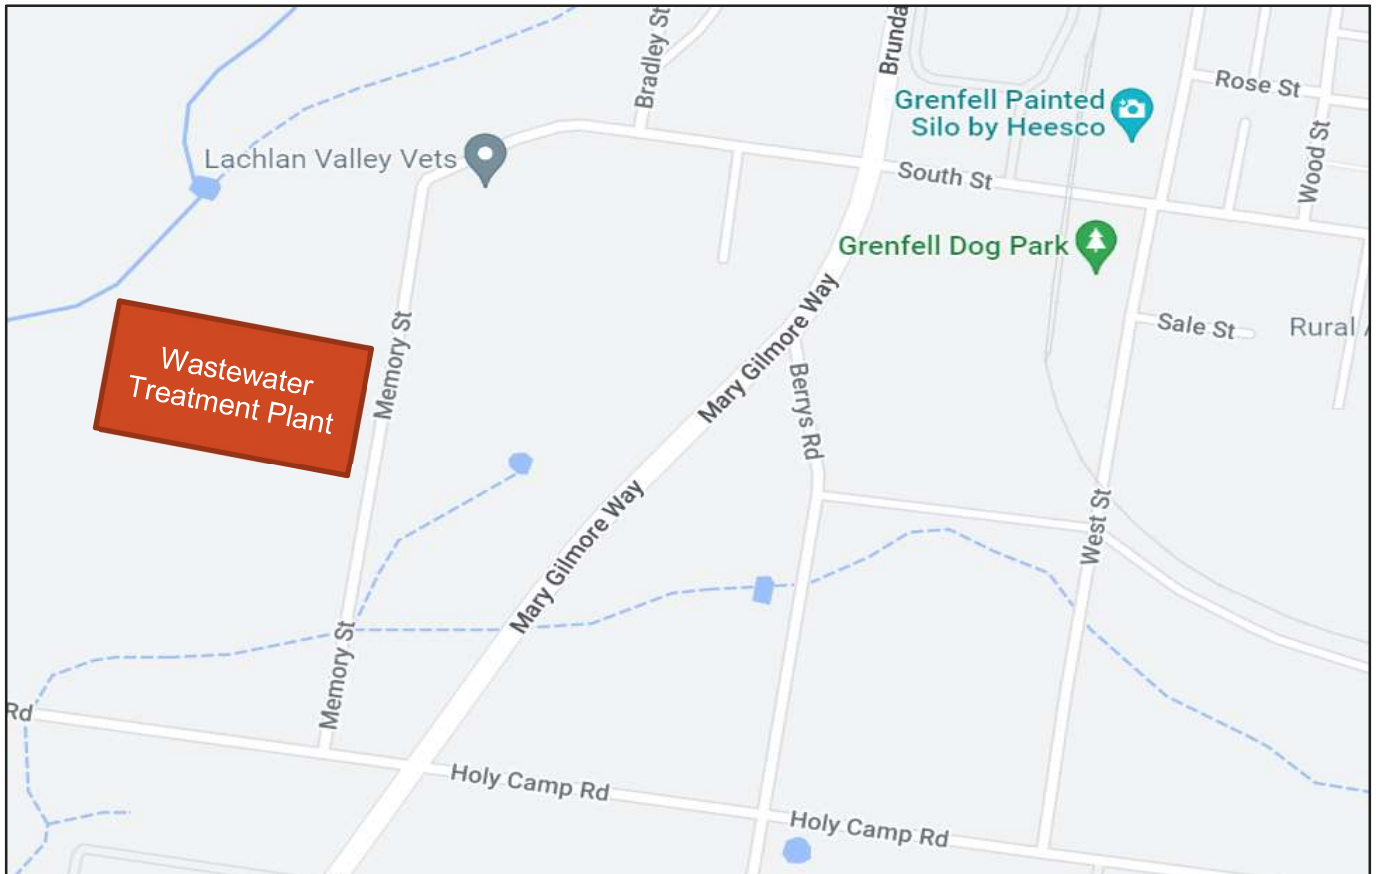 Bradley St
Brunda
Rose St
Grenfell Painted
Silo by Heesco
Wood St
Lachlan Valley Vets
South St
Grenfell Dog Park
Sale St
Rural
Wastewater
Treatment Plant
Memory St
Mary Gilmore Way
Berrys Rd
Mary Gilmore Way
West St
Memory St
Rd
Holy Camp Rd
Holy Camp Rd